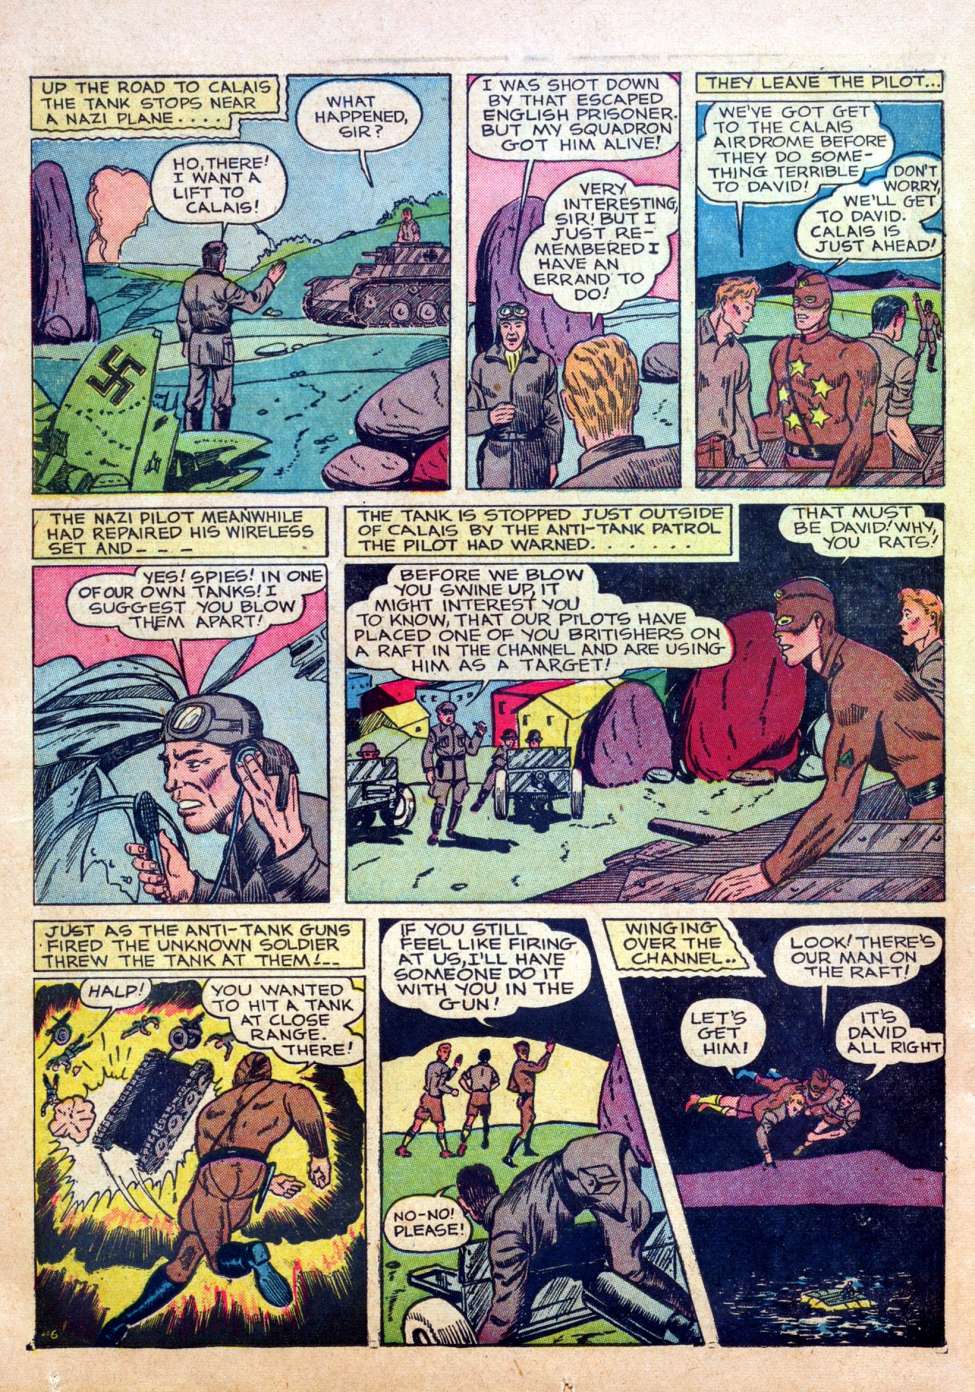 UP THE ROAD TO CALAIS
THE TANK STOPS NEAR
A NAZI PLANE . . . .
HO, THERE!
I WANT A
LIFT TO
CALAIS!
WHAT
HAPPENED,
SIR?
I WAS SHOT DOWN
BY THAT ESCAPED
ENGLISH PRISONER.
BUT MY SQUADRON
GOT HIM ALIVE!
VERY
INTERESTING,
SIR! BUT I
JUST RE-
MEMBERED I
HAVE AN
ERRAND TO
DO!
THEY LEAVE THE PILOT...
WE'VE GOT GET
TO THE CALAIS
AIRDROME BEFORE
THEY DO SOME-
THING TERRIBLE
TO DAVID!
DON'T
WORRY,
WE'LL GET
TO DAVID.
CALAIS IS
JUST AHEAD!
THE NAZI PILOT MEANWHILE
HAD REPAIRED HIS WIRELESS
SET AND - - -
YES! SPIES! IN ONE
OF OUR OWN TANKS! I
SUGGEST YOU BLOW
THEM APART!
THE TANK IS STOPPED JUST OUTSIDE
OF CALAIS BY THE ANTI-TANK PATROL
THE PILOT HAD WARNED. . . . . . .
BEFORE WE BLOW
YOU SWINE UP, IT
MIGHT INTEREST YOU
TO KNOW, THAT OUR PILOTS HAVE
PLACED ONE OF YOU BRITISHERS ON
A RAFT IN THE CHANNEL AND ARE USING
HIM AS A TARGET!
THAT MUST
BE DAVID! WHY,
YOU RATS!
JUST AS THE ANTI-TANK GUNS
FIRED THE UNKNOWN SOLDIER
THREW THE TANK AT THEM!--
HALP!
YOU WANTED
TO HIT A TANK
AT CLOSE
RANGE.
THERE!
6
IF YOU STILL
FEEL LIKE FIRING
AT US, I'LL HAVE
SOMEONE DO IT
WITH YOU IN THE
GUN!
NO-NO!
PLEASE!
WINGING
OVER THE
CHANNEL..
LOOK! THERE'S
OUR MAN ON
THE RAFT!
LET'S
GET
HIM!
IT'S
DAVID
ALL RIGHT